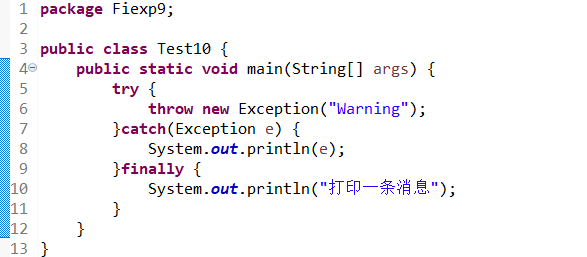 1 package Fiexp9;
2
3 public class Test10 {
4     public static void main(String[] args) {
5         try {
6             throw new Exception("Warning");
7         }catch(Exception e) {
8             System.out.println(e);
9         }finally {
10             System.out.println("打印一条消息");
11         }
12     }
13 }